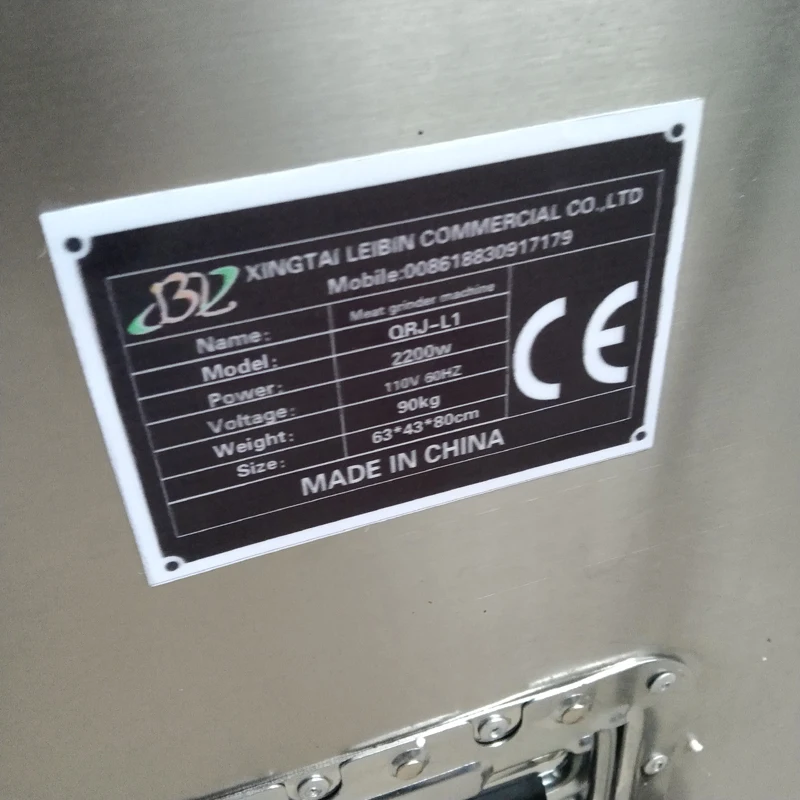 BL
XINGTAI LEIBIN COMMERCIAL CO.,LTD
Mobile:008618830917179
Name: Meat grinder machine
Model: QRJ-L1
Power: 2200w
Voltage: 110V 60HZ
Weight: 90kg
Size: 63*43*80cm
CE
MADE IN CHINA